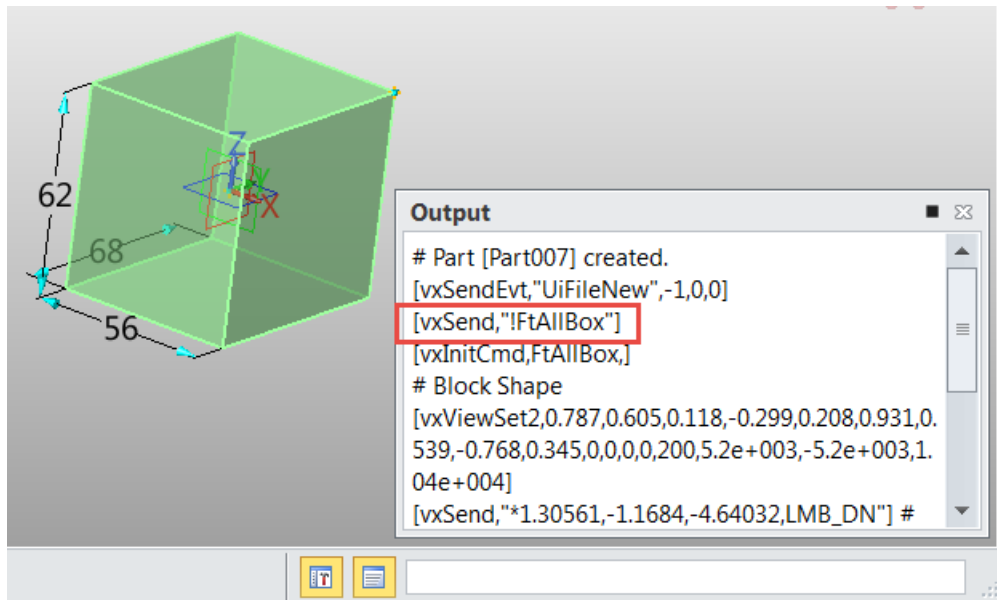 Z
Y
X
62
68
56
Output
# Part [Part007] created.
[vxSendEvt,"UiFileNew",-1,0,0]
[vxSend,"!FtAllBox"]
[vxInitCmd,FtAllBox,]
# Block Shape
[vxViewSet2,0.787,0.605,0.118,-0.299,0.208,0.931,0.
539,-0.768,0.345,0,0,0,0,200,5.2e+003,-5.2e+003,1.
04e+004]
[vxSend,"*1.30561,-1.1684,-4.64032,LMB_DN"] #